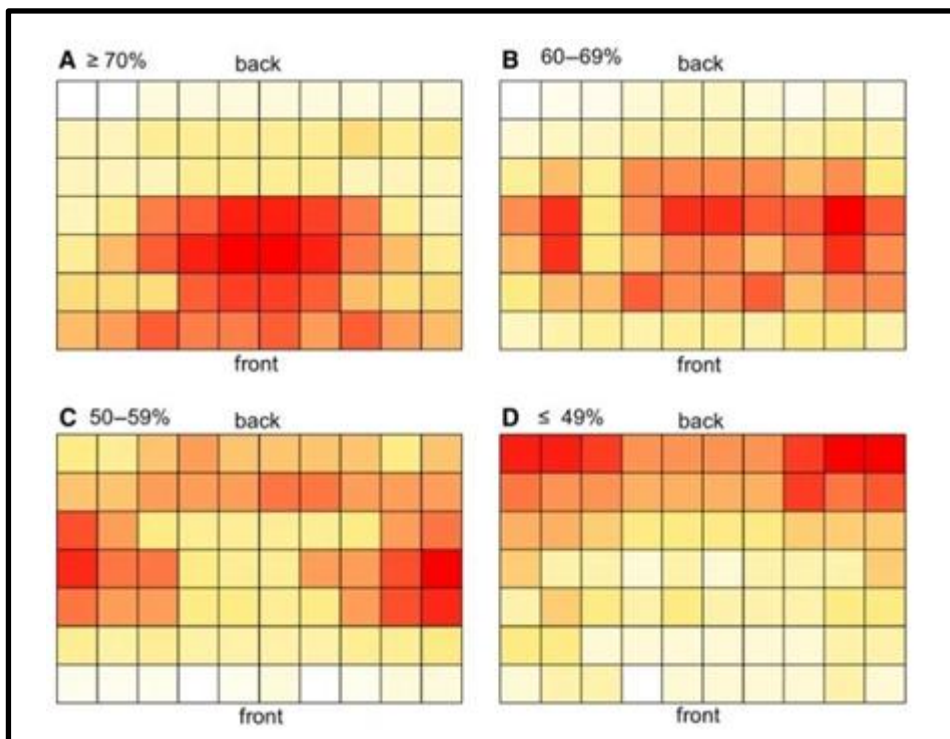 A ≥ 70%
back
front
B 60–69%
back
front
C 50–59%
back
front
D ≤ 49%
back
front